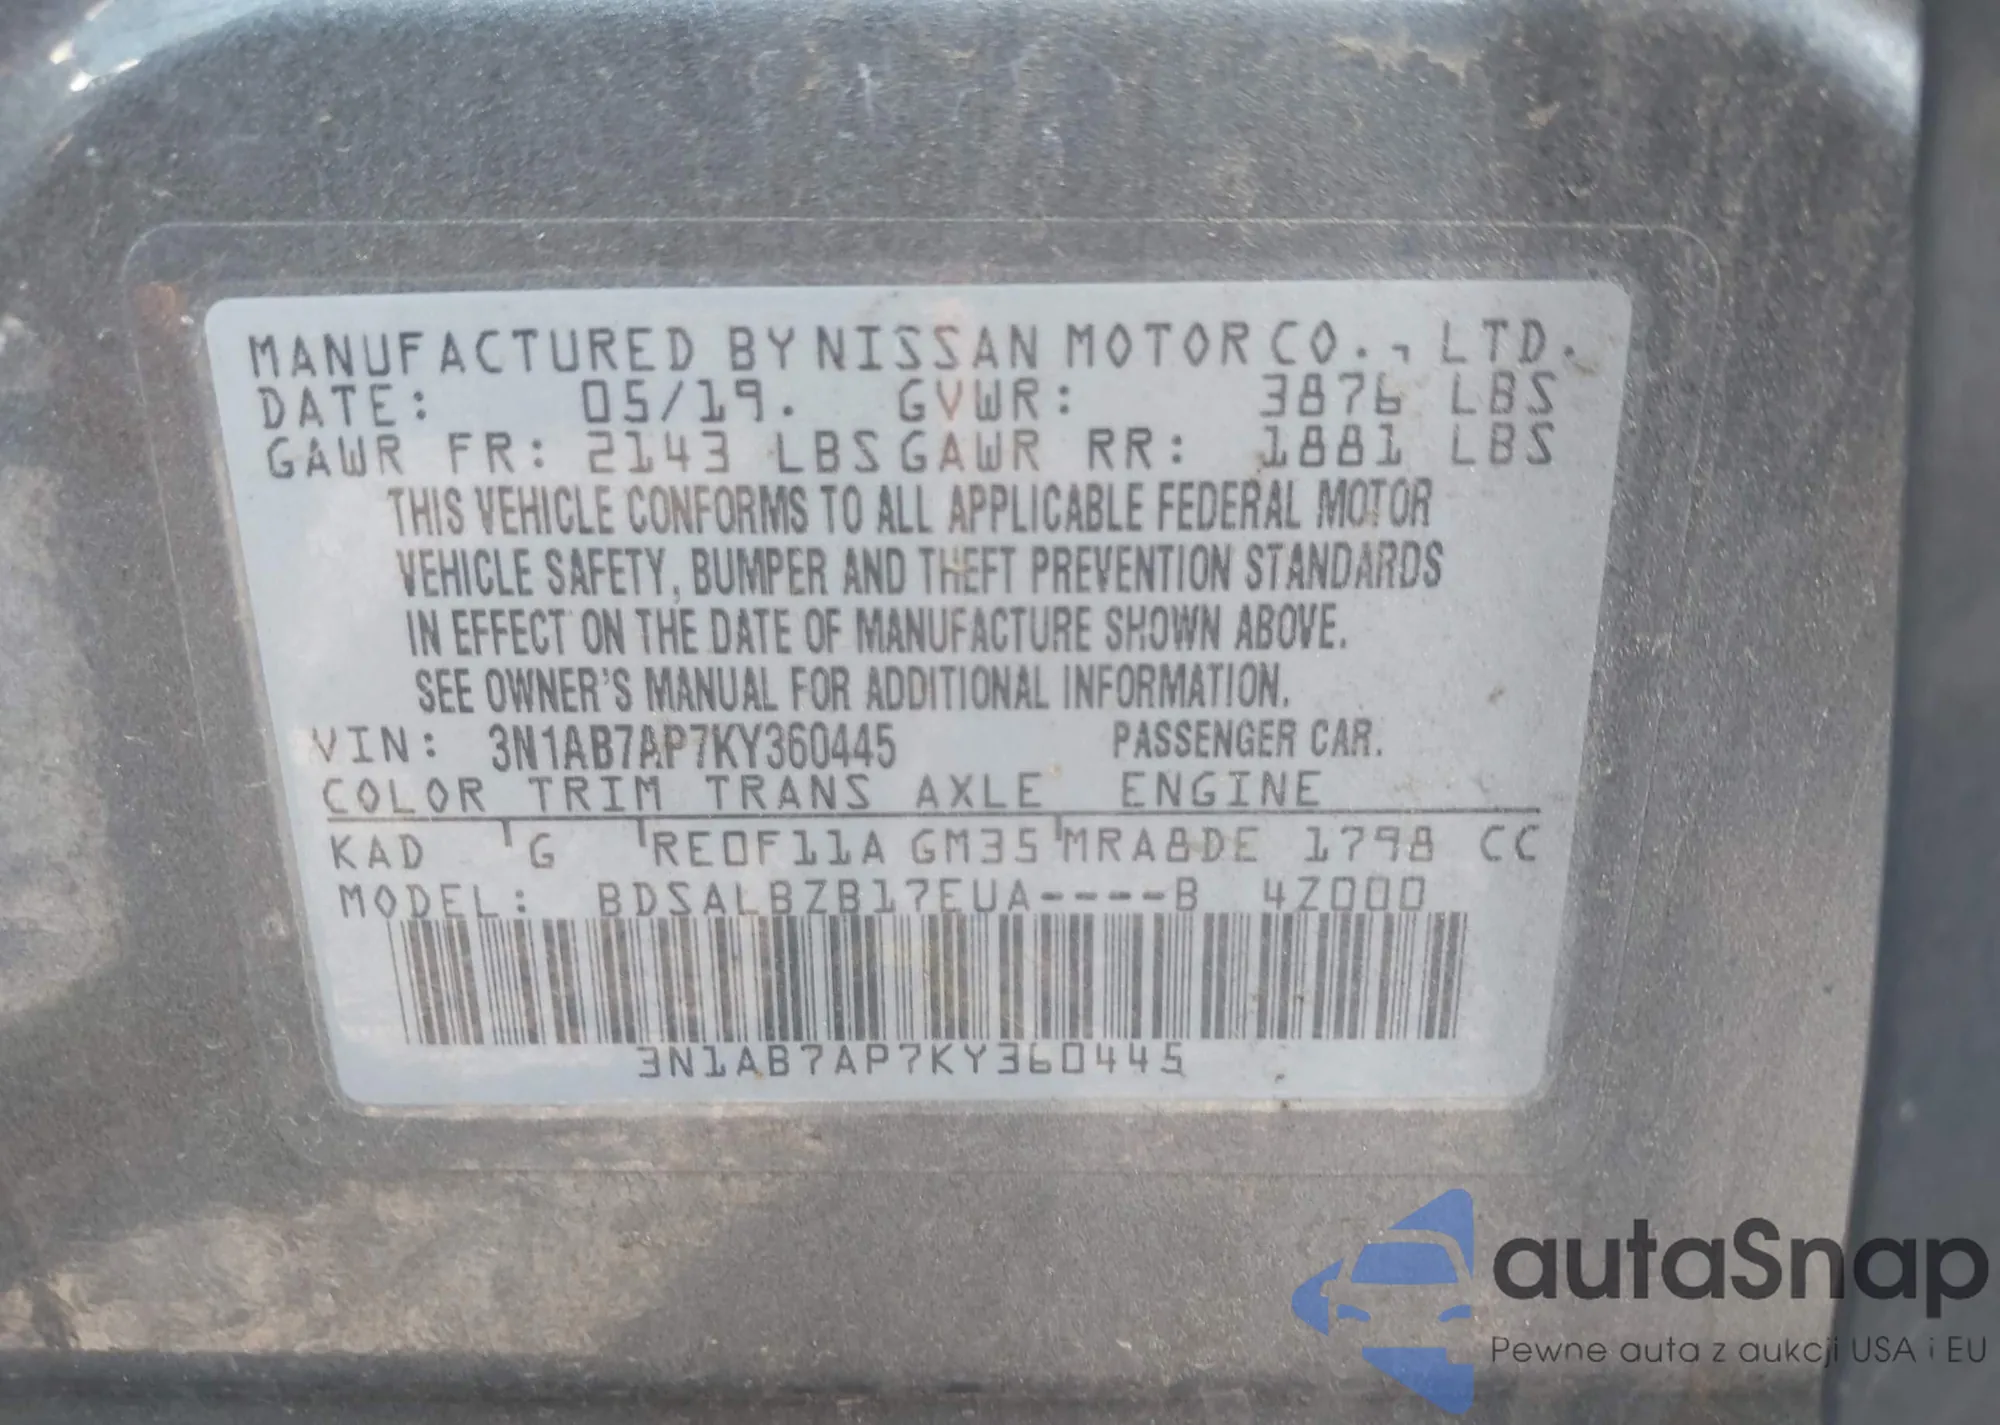 MANUFACTURED BY NISSAN MOTOR CO., LTD.
DATE: 05/19. GVWR: 3876 LBS
GAWR FR: 2143 LBS GAWR RR: 1881 LBS
THIS VEHICLE CONFORMS TO ALL APPLICABLE FEDERAL MOTOR
VEHICLE SAFETY, BUMPER AND THEFT PREVENTION STANDARDS
IN EFFECT ON THE DATE OF MANUFACTURE SHOWN ABOVE.
SEE OWNER'S MANUAL FOR ADDITIONAL INFORMATION.
VIN: 3N1AB7AP7KY360445 PASSENGER CAR.
COLOR TRIM TRANS AXLE ENGINE
KAD G RE0F11A GM35 MRA8DE 1798 CC
MODEL: BDSALBZB17EUA----B 4Z000
3N1AB7AP7KY360445
autaSnap
Pewne auta z aukcji USA i EU